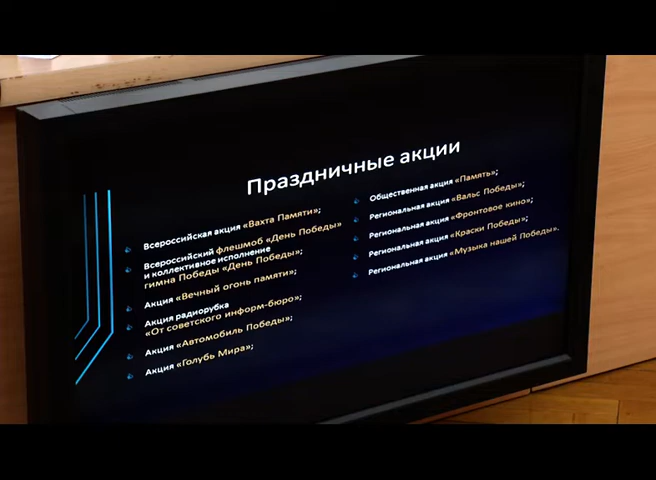 Праздничные акции
Всероссийская акция «Вахта Памяти»;
Всероссийский флешмоб «День Победы»
и коллективное исполнение
гимна Победы «День Победы»;
Акция «Вечный огонь памяти»;
Акция радиорубка
«От советского информ-бюро»;
Акция «Автомобиль Победы»;
Акция «Голубь Мира»;
Общественная акция «Память»;
Региональная акция «Вальс Победы»;
Региональная акция «Фронтовое кино»;
Региональная акция «Краски Победы»;
Региональная акция «Музыка нашей Победы».